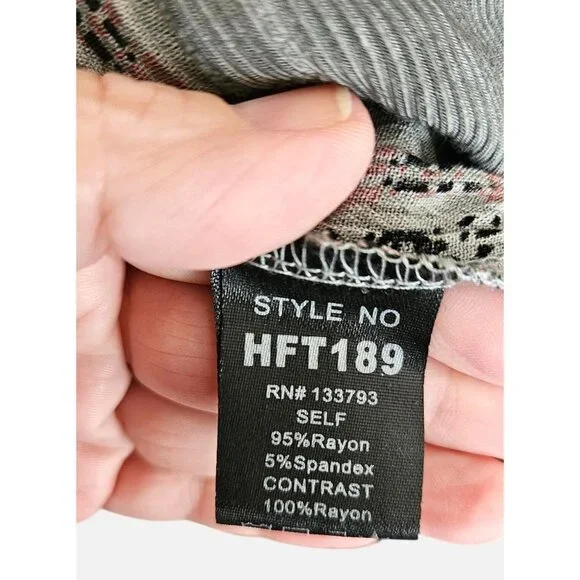 STYLE NO
HFT189
RN# 133793
SELF
95%Rayon
5%Spandex
CONTRAST
100%Rayon